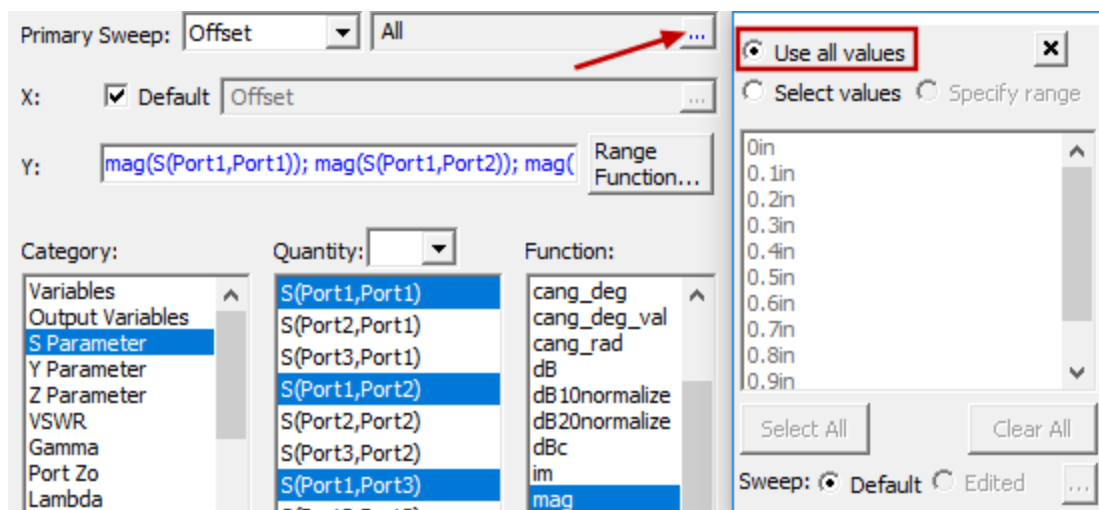 Primary Sweep: Offset All ...
X: Default Offset ...
Y: mag(S(Port1,Port1)); mag(S(Port1,Port2)); mag(
Range
Function...
Category:
Variables
Output Variables
S Parameter
Y Parameter
Z Parameter
VSWR
Gamma
Port Zo
Lambda
Quantity:
S(Port1,Port1)
S(Port2,Port1)
S(Port3,Port1)
S(Port1,Port2)
S(Port2,Port2)
S(Port3,Port2)
S(Port1,Port3)
Function:
cang_deg
cang_deg_val
cang_rad
dB
dB10normalize
dB20normalize
dBc
im
mag
Use all values
Select values Specify range
0in
0.1in
0.2in
0.3in
0.4in
0.5in
0.6in
0.7in
0.8in
0.9in
Select All Clear All
Sweep: Default Edited ...